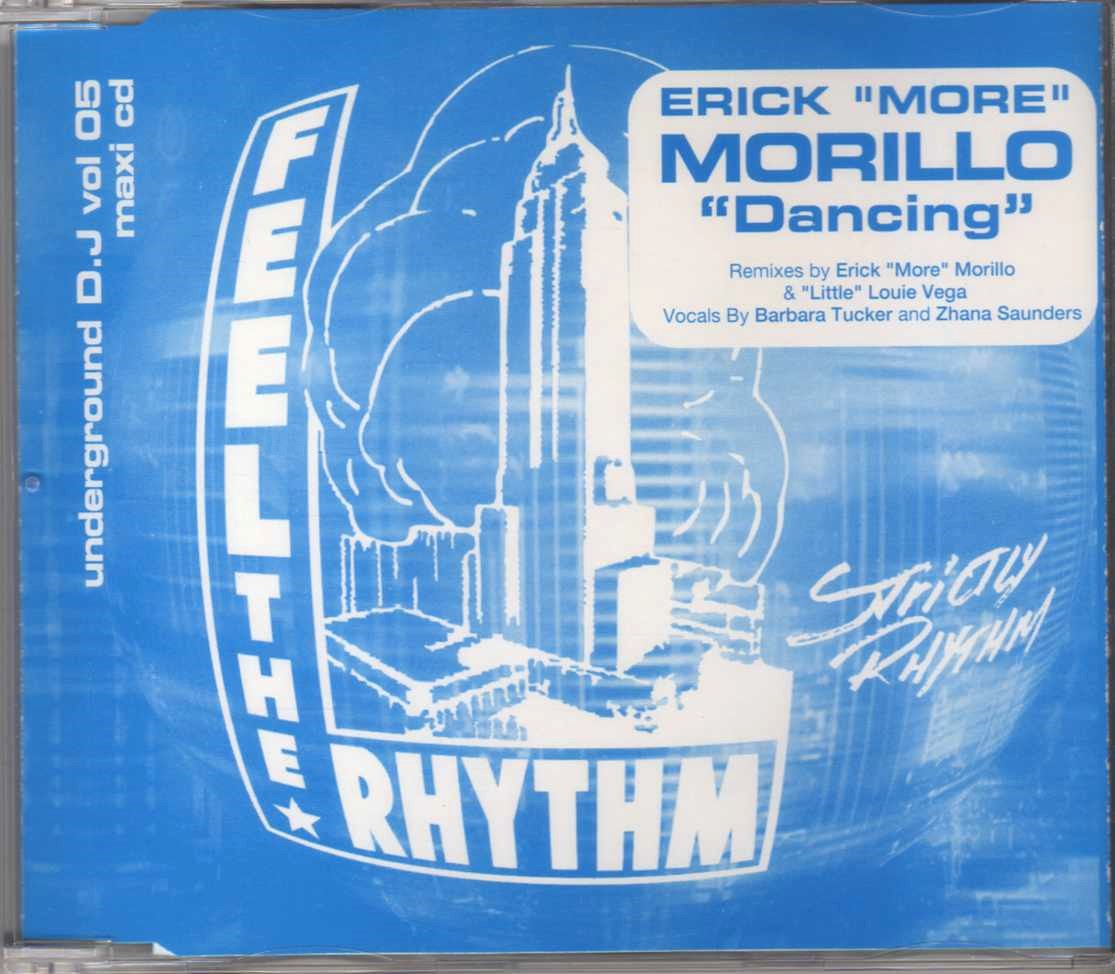 underground D.J vol 05
maxi cd
FEEL THE
RHYTHM
ERICK "MORE"
MORILLO
“Dancing”
Remixes by Erick "More" Morillo
& "Little" Louie Vega
Vocals By Barbara Tucker and Zhana Saunders
STRICTLY
RHYTHM